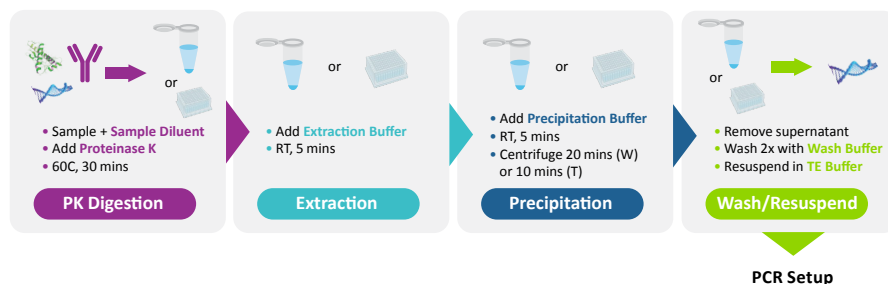 or
• Sample + Sample Diluent
• Add Proteinase K
• 60C, 30 mins
PK Digestion
or
• Add Extraction Buffer
• RT, 5 mins
Extraction
or
• Add Precipitation Buffer
• RT, 5 mins
• Centrifuge 20 mins (W)
or 10 mins (T)
Precipitation
or
• Remove supernatant
• Wash 2x with Wash Buffer
• Resuspend in TE Buffer
Wash/Resuspend
PCR Setup